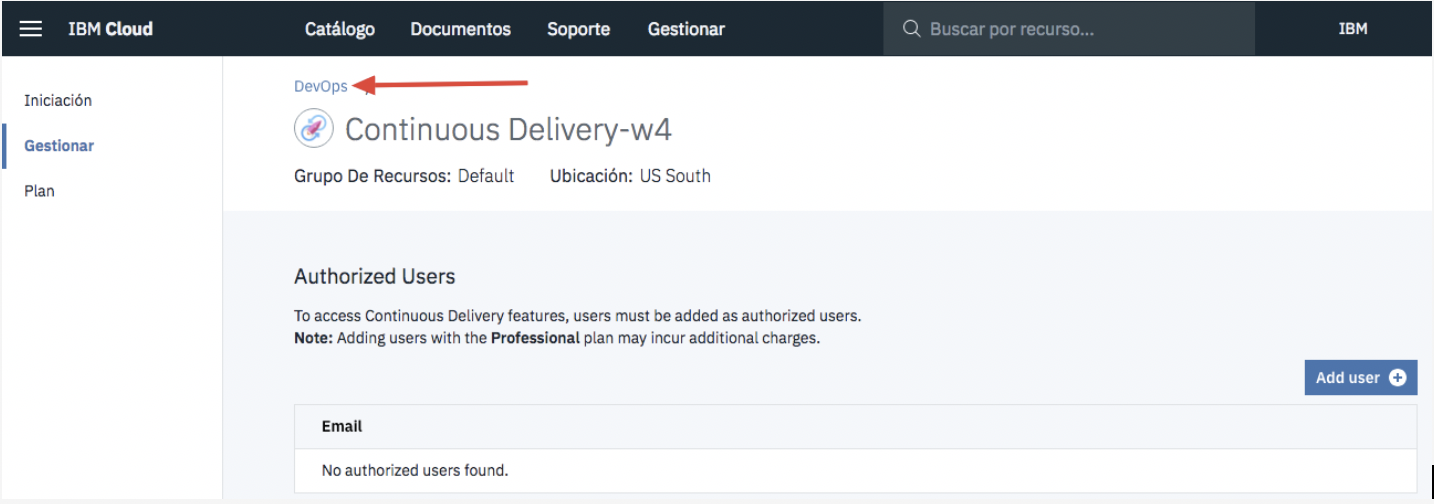 IBM Cloud Catálogo Documentos Soporte Gestionar Buscar por recurso... IBM
Iniciación
Gestionar
Plan
DevOps
Continuous Delivery-w4
Grupo De Recursos: Default Ubicación: US South
Authorized Users
To access Continuous Delivery features, users must be added as authorized users.
Note: Adding users with the Professional plan may incur additional charges.
Add user
Email
No authorized users found.